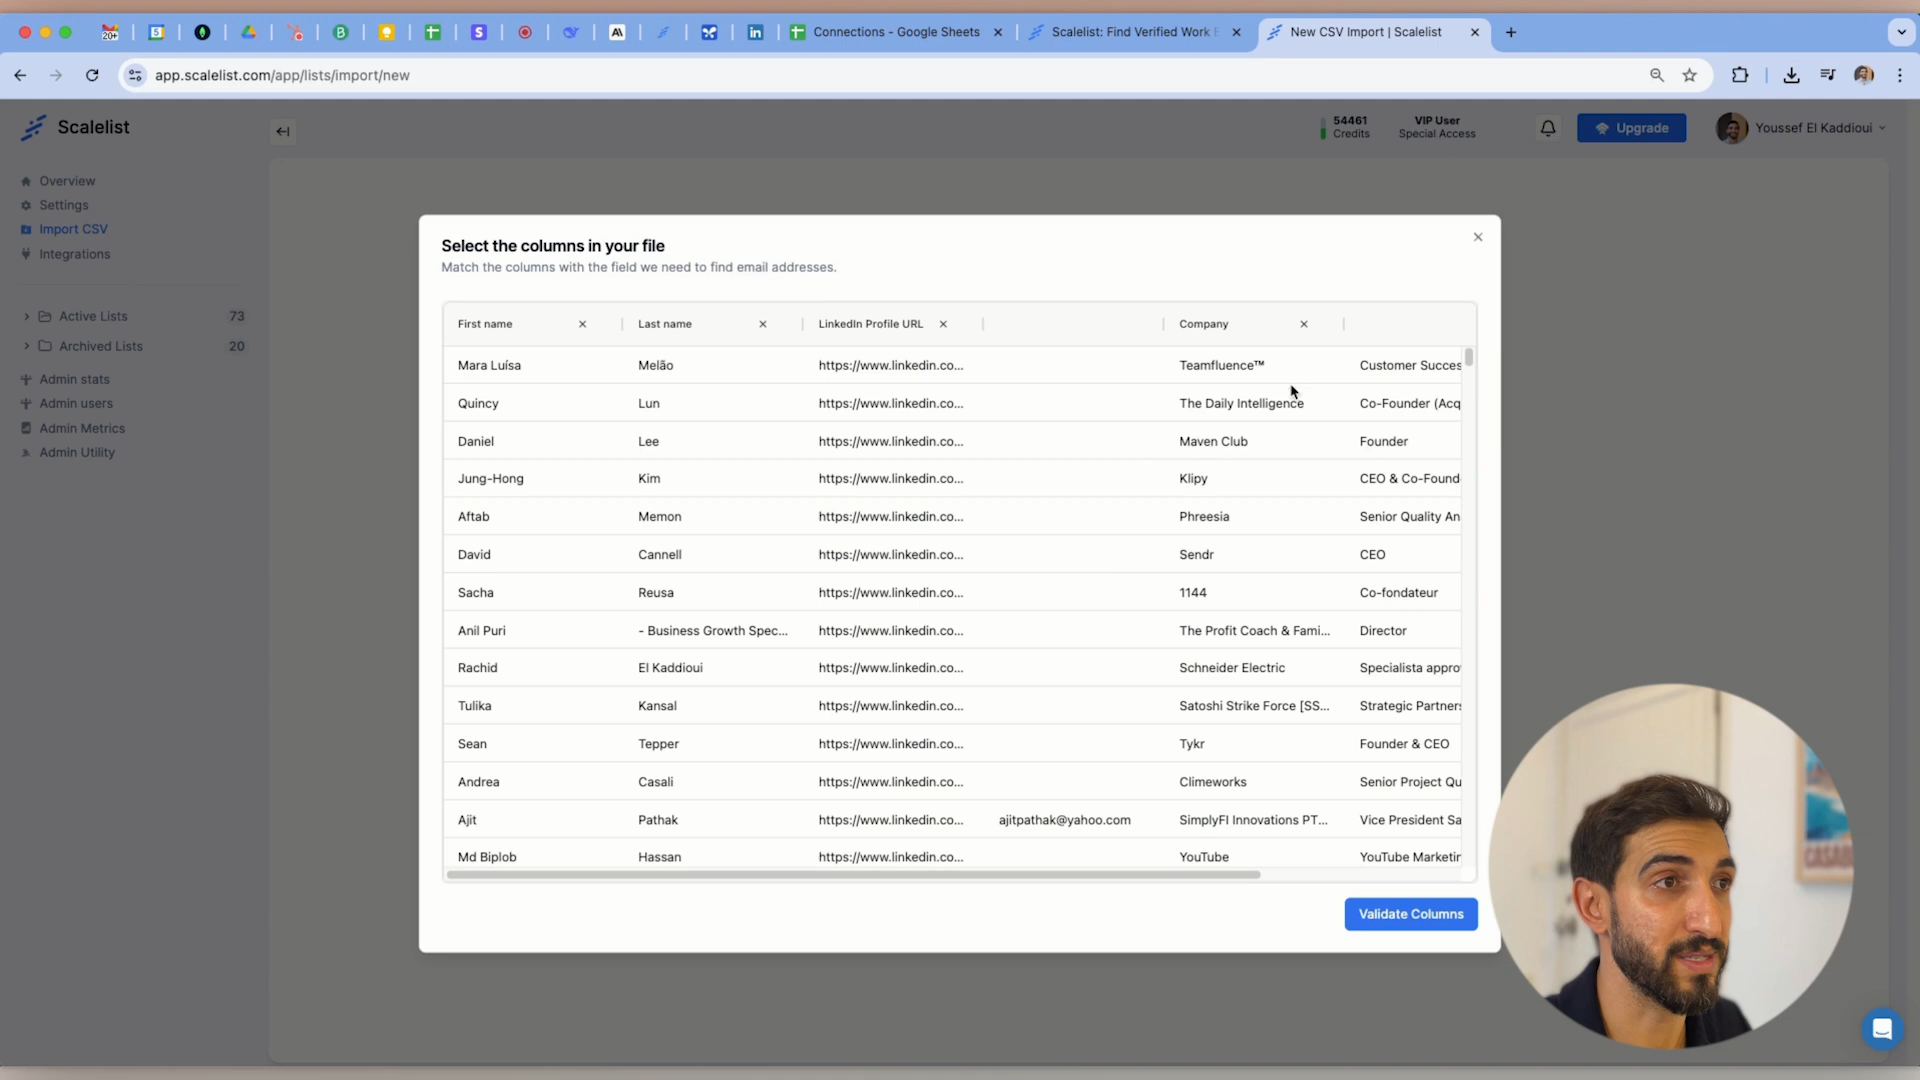 20+
5
B
S
Connections - Google Sheets
Scalelist: Find Verified Work E
New CSV Import | Scalelist
app.scalelist.com/app/lists/import/new
Scalelist
54461
Credits
VIP User
Special Access
Upgrade
Youssef El Kaddioui
Overview
Settings
Import CSV
Integrations
Active Lists 73
Archived Lists 20
Admin stats
Admin users
Admin Metrics
Admin Utility
Select the columns in your file
Match the columns with the field we need to find email addresses.
First name Last name LinkedIn Profile URL Company
Mara Luísa Melão https://www.linkedin.co... Teamfluence™ Customer Succes
Quincy Lun https://www.linkedin.co... The Daily Intelligence Co-Founder (Acq
Daniel Lee https://www.linkedin.co... Maven Club Founder
Jung-Hong Kim https://www.linkedin.co... Klipy CEO & Co-Found
Aftab Memon https://www.linkedin.co... Phreesia Senior Quality An
David Cannell https://www.linkedin.co... Sendr CEO
Sacha Reusa https://www.linkedin.co... 1144 Co-fondateur
Anil Puri - Business Growth Spec... https://www.linkedin.co... The Profit Coach & Fami... Director
Rachid El Kaddioui https://www.linkedin.co... Schneider Electric Specialista appro
Tulika Kansal https://www.linkedin.co... Satoshi Strike Force [SS... Strategic Partner
Sean Tepper https://www.linkedin.co... Tykr Founder & CEO
Andrea Casali https://www.linkedin.co... Climeworks Senior Project Qu
Ajit Pathak https://www.linkedin.co... ajitpathak@yahoo.com SimplyFI Innovations PT... Vice President Sa
Md Biplob Hassan https://www.linkedin.co... YouTube YouTube Marketin
Validate Columns